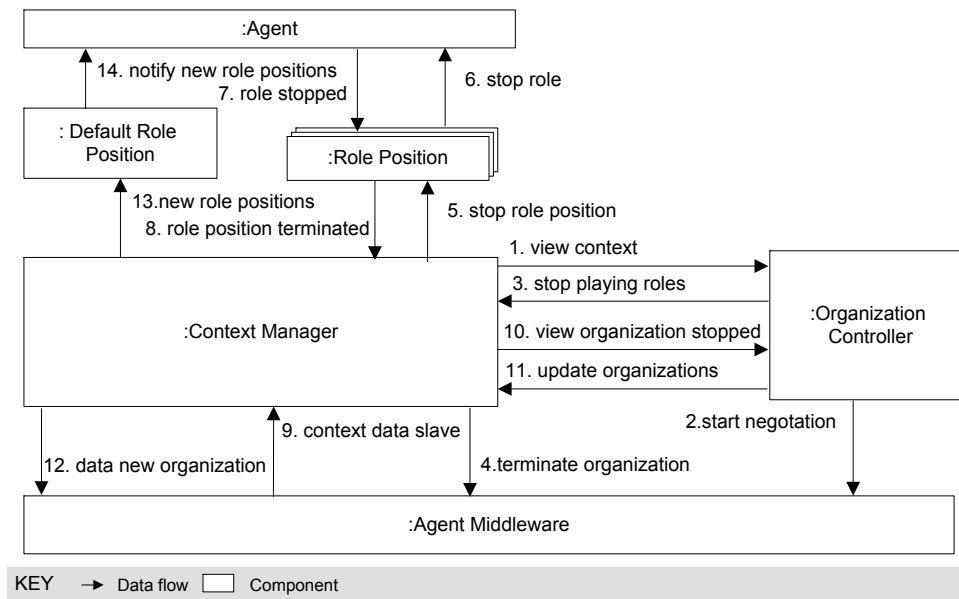 :Agent
14. notify new role positions
7. role stopped
6. stop role
: Default Role
Position
:Role Position
13.new role positions
8. role position terminated
5. stop role position
1. view context
3. stop playing roles
:Context Manager
10. view organization stopped
:Organization
Controller
11. update organizations
9. context data slave
2.start negotation
12. data new organization
4.terminate organization
:Agent Middleware
KEY Data flow Component